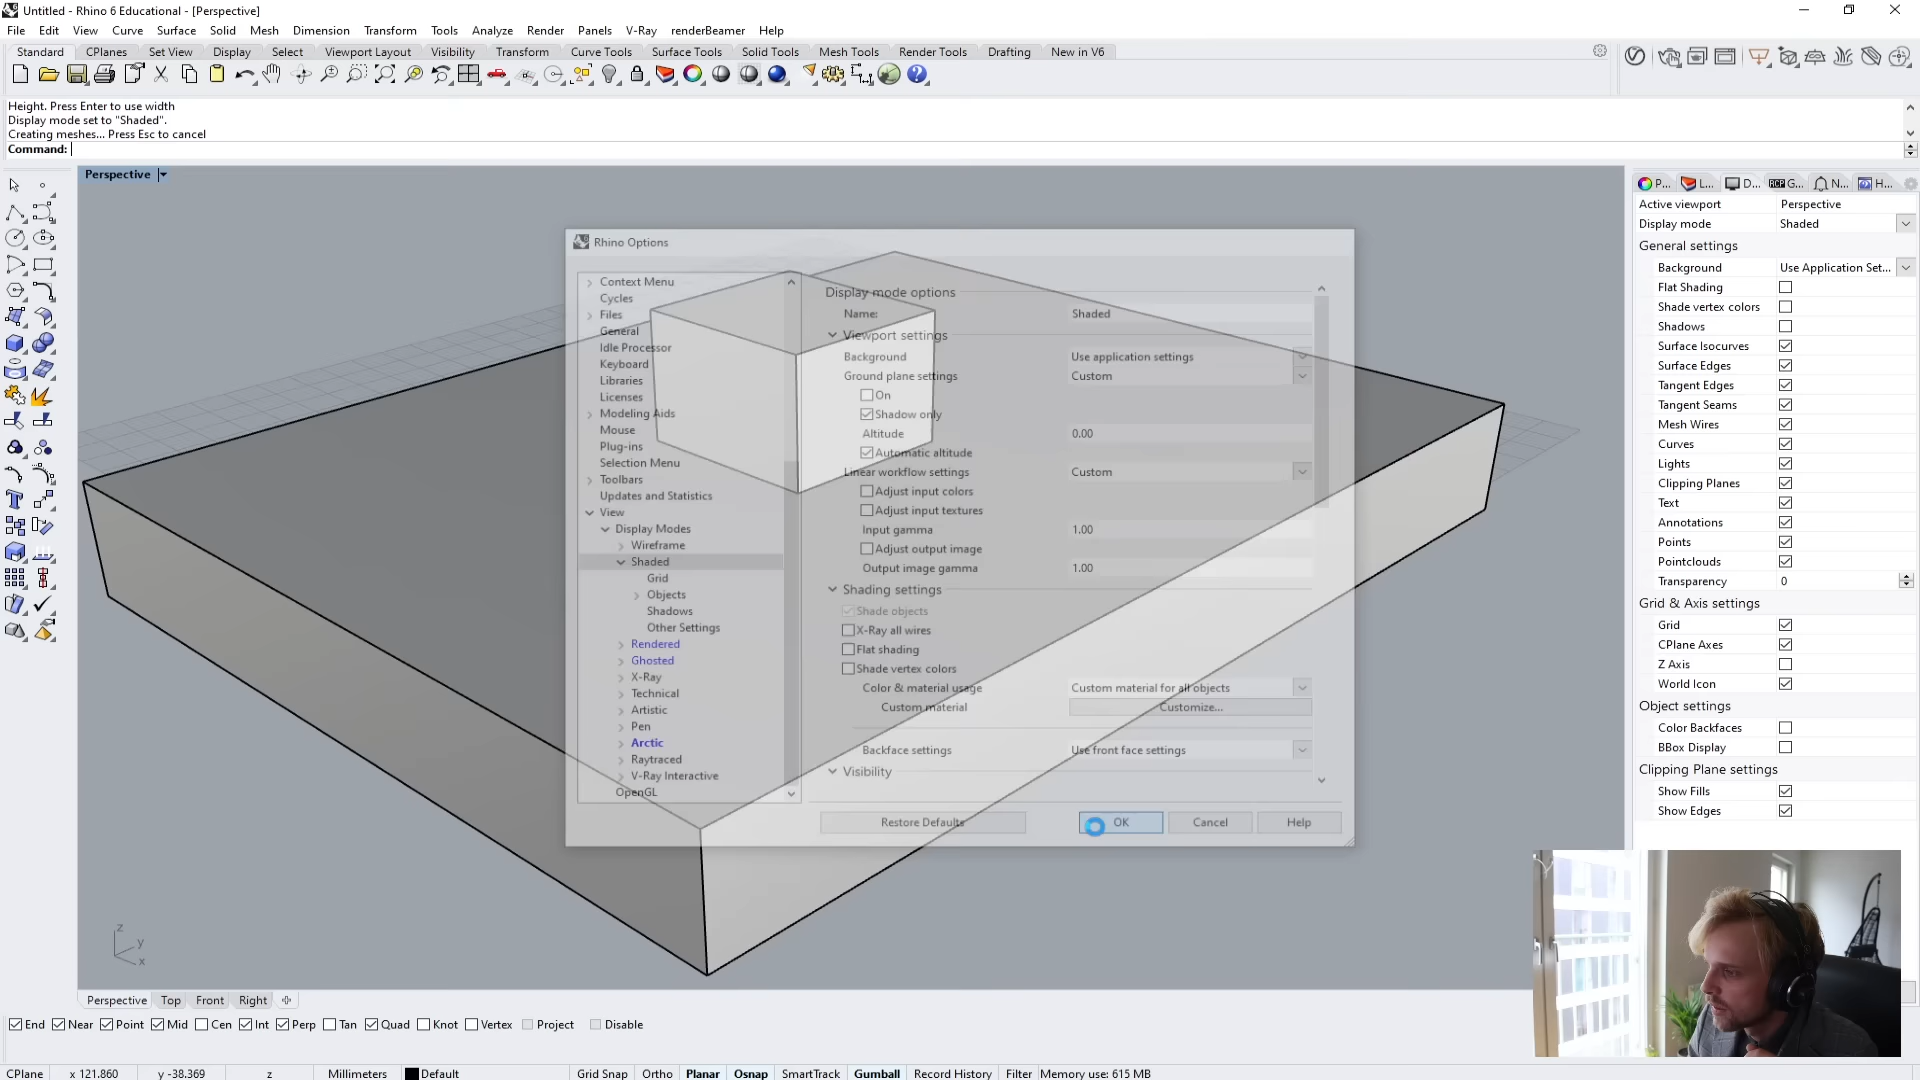 Untitled - Rhino 6 Educational - [Perspective]
File Edit View Curve Surface Solid Mesh Dimension Transform Tools Analyze Render Panels V-Ray renderBeamer Help
Standard CPlanes Set View Display Select Viewport Layout Visibility Transform Curve Tools Surface Tools Solid Tools Mesh Tools Render Tools Drafting New in V6
Height. Press Enter to use width
Display mode set to "Shaded".
Creating meshes... Press Esc to cancel
Command:
Perspective
Rhino Options
Context Menu
Cycles
Files
General
Idle Processor
Keyboard
Libraries
Licenses
Modeling Aids
Mouse
Plug-ins
Selection Menu
Toolbars
Updates and Statistics
View
Display Modes
Wireframe
Shaded
Grid
Objects
Shadows
Other Settings
Rendered
Ghosted
X-Ray
Technical
Artistic
Pen
Arctic
Raytraced
V-Ray Interactive
OpenGL
Display mode options
Name: Shaded
Viewport settings
Background Use application settings
Ground plane settings Custom
On
Shadow only
Altitude 0.00
Automatic altitude
Linear workflow settings Custom
Adjust input colors
Adjust input textures
Input gamma 1.00
Adjust output image
Output image gamma 1.00
Shading settings
Shade objects
X-Ray all wires
Flat shading
Shade vertex colors
Color & material usage Custom material for all objects
Custom material Customize...
Backface settings Use front face settings
Visibility
Restore Defaults OK Cancel Help
P... L... D... G... N... H...
Active viewport Perspective
Display mode Shaded
General settings
Background Use Application Set...
Flat Shading
Shade vertex colors
Shadows
Surface Isocurves
Surface Edges
Tangent Edges
Tangent Seams
Mesh Wires
Curves
Lights
Clipping Planes
Text
Annotations
Points
Pointclouds
Transparency 0
Grid & Axis settings
Grid
CPlane Axes
Z Axis
World Icon
Object settings
Color Backfaces
BBox Display
Clipping Plane settings
Show Fills
Show Edges
z
y
x
Perspective Top Front Right
End Near Point Mid Cen Int Perp Tan Quad Knot Vertex Project Disable
CPlane x 121.860 y -38.369 z Millimeters Default Grid Snap Ortho Planar Osnap SmartTrack Gumball Record History Filter Memory use: 615 MB